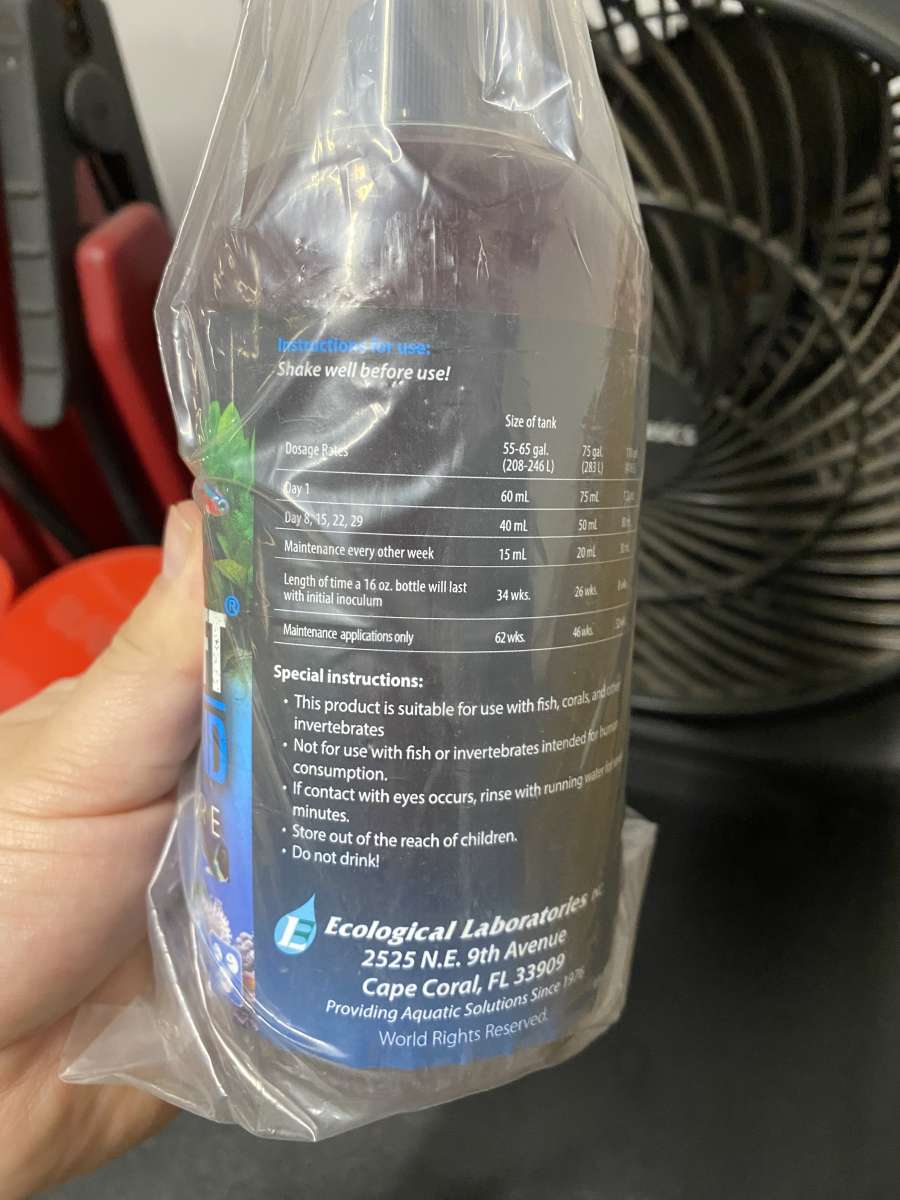 Instructions for use:
Shake well before use!
Size of tank
Dosage Rates 55-65 gal. 75 gal.
(208-246 L) (283 L)
Day 1 60 mL 75 mL
Day 8, 15, 22, 29 40 mL 50 mL
Maintenance every other week 15 mL 20 mL
Length of time a 16 oz. bottle will last
with initial inoculum 34 wks. 26 wks.
Maintenance applications only 62 wks. 46 wks.
Special instructions:
• This product is suitable for use with fish, corals, and other
invertebrates
• Not for use with fish or invertebrates intended for human
consumption.
• If contact with eyes occurs, rinse with running water for
minutes.
• Store out of the reach of children.
• Do not drink!
Ecological Laboratories INC.
2525 N.E. 9th Avenue
Cape Coral, FL 33909
Providing Aquatic Solutions Since 1976
World Rights Reserved.